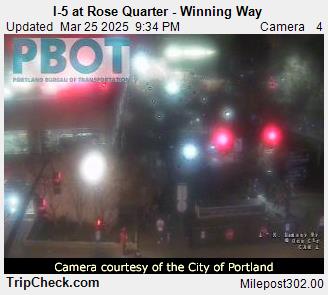 I-5 at Rose Quarter - Winning Way
Updated Mar 25 2025 9:34 PM Camera 4
PBOT
PORTLAND BUREAU OF TRANSPORTATION
Camera courtesy of the City of Portland
TripCheck.com Milepost302.00